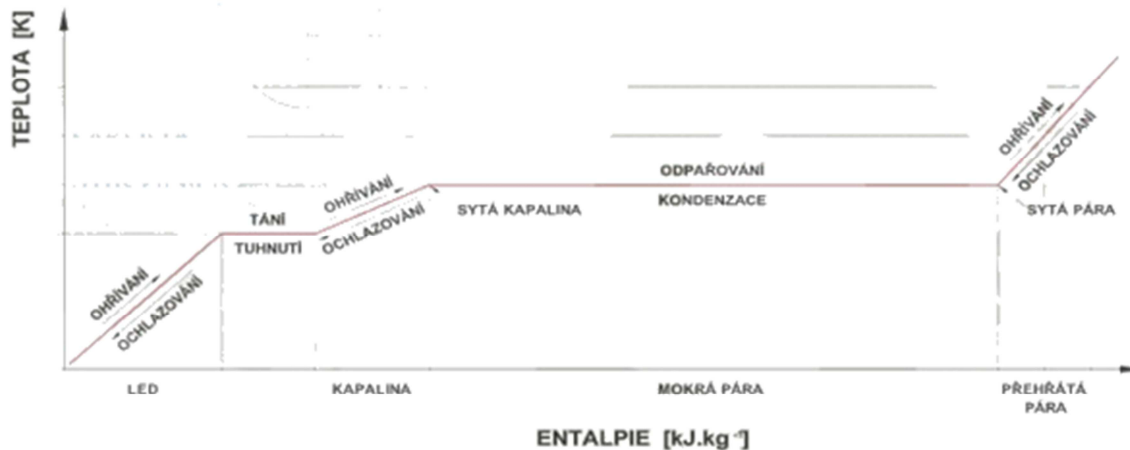 TEPLOTA [K]
OHŘÍVÁNÍ
OCHLAZOVÁNÍ
TÁNÍ
TUHNUTÍ
OHŘÍVÁNÍ
OCHLAZOVÁNÍ
SYTÁ KAPALINA
ODPAŘOVÁNÍ
KONDENZACE
OHŘÍVÁNÍ
OCHLAZOVÁNÍ
SYTÁ PÁRA
LED
KAPALINA
MOKRÁ PÁRA
PŘEHŘÁTÁ
PÁRA
ENTALPIE [kJ.kg⁻¹]